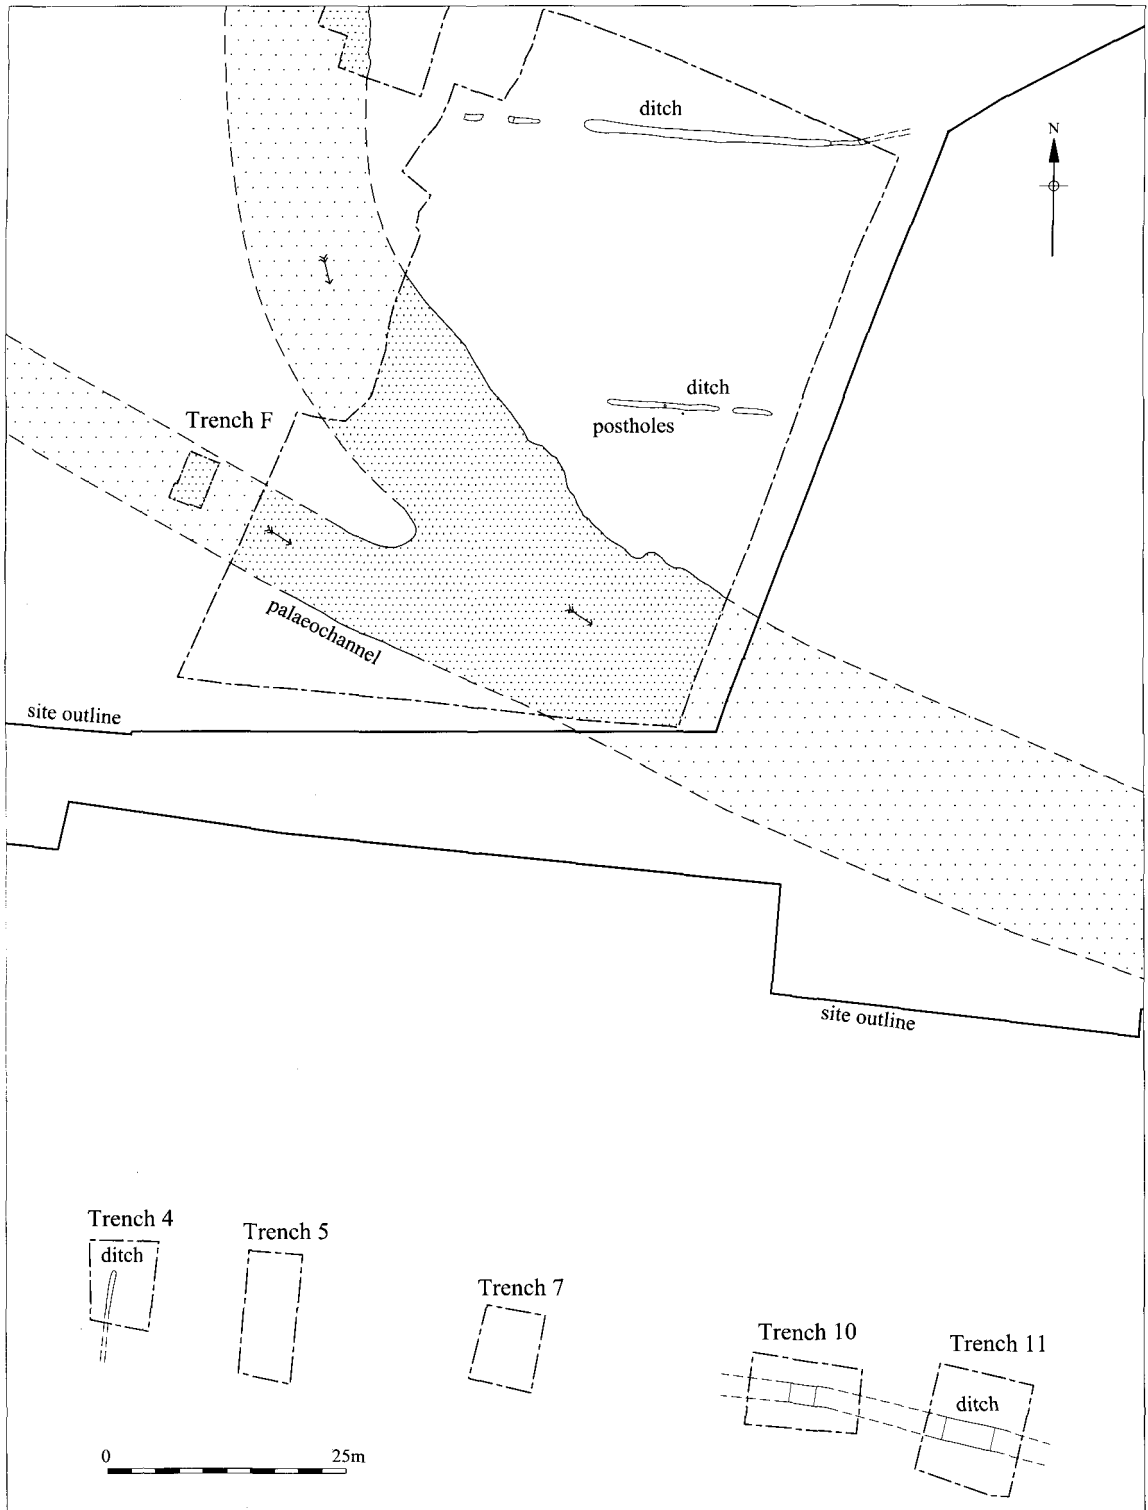 ditch
N
ditch
postholes
Trench F
palaeochannel
site outline
site outline
Trench 4
ditch
Trench 5
Trench 7
Trench 10
Trench 11
ditch
0 25m